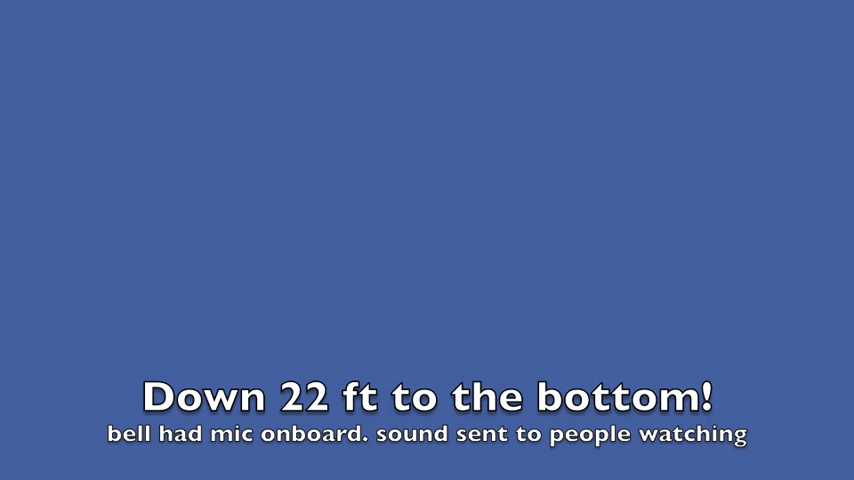 Down 22 ft to the bottom!
bell had mic onboard. sound sent to people watching